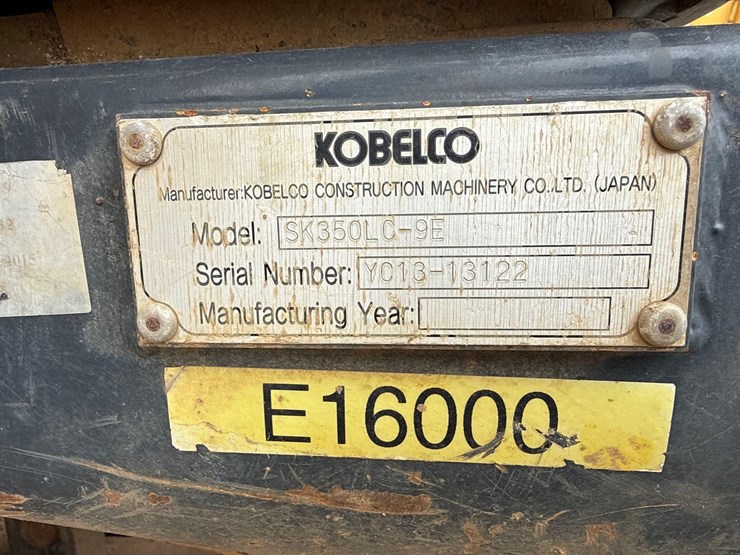 KOBELCO
Manufacturer:KOBELCO CONSTRUCTION MACHINERY CO.,LTD. (JAPAN)
Model: SK350LC-9E
Serial Number: YC13-13122
Manufacturing Year:
E16000